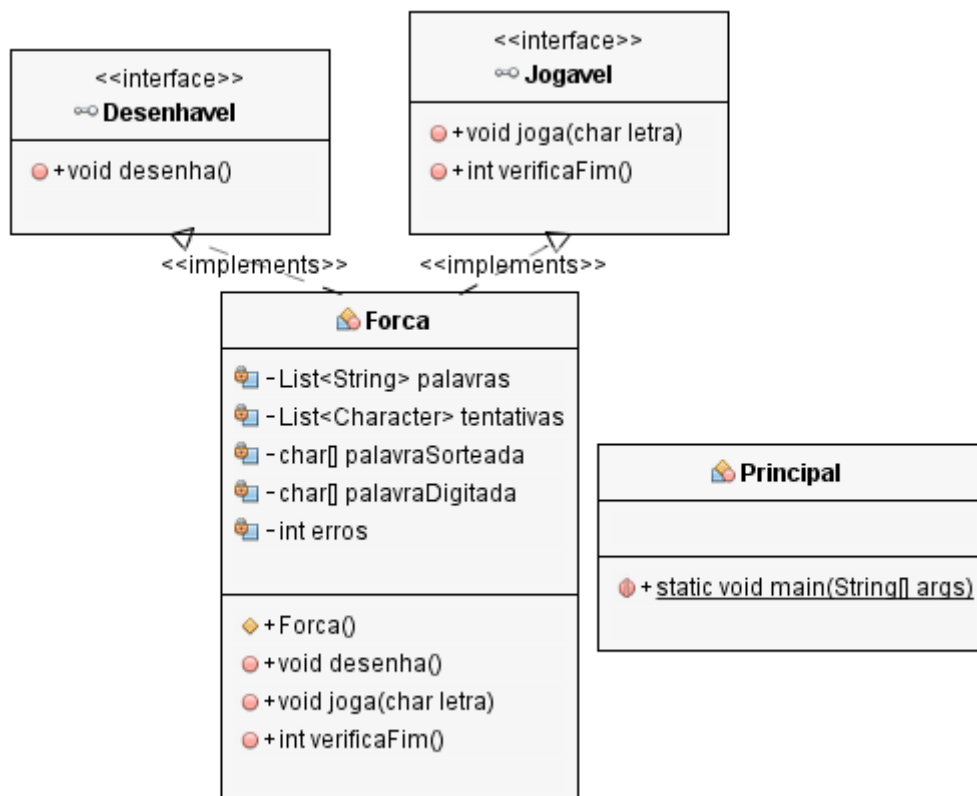 <<interface>>
Desenhavel
+void desenha()
<<interface>>
Jogavel
+void joga(char letra)
+int verificaFim()
<<implements>>
<<implements>>
Forca
-List<String> palavras
-List<Character> tentativas
-char[] palavraSorteada
-char[] palavraDigitada
-int erros
+Forca()
+void desenha()
+void joga(char letra)
+int verificaFim()
Principal
+static void main(String[] args)